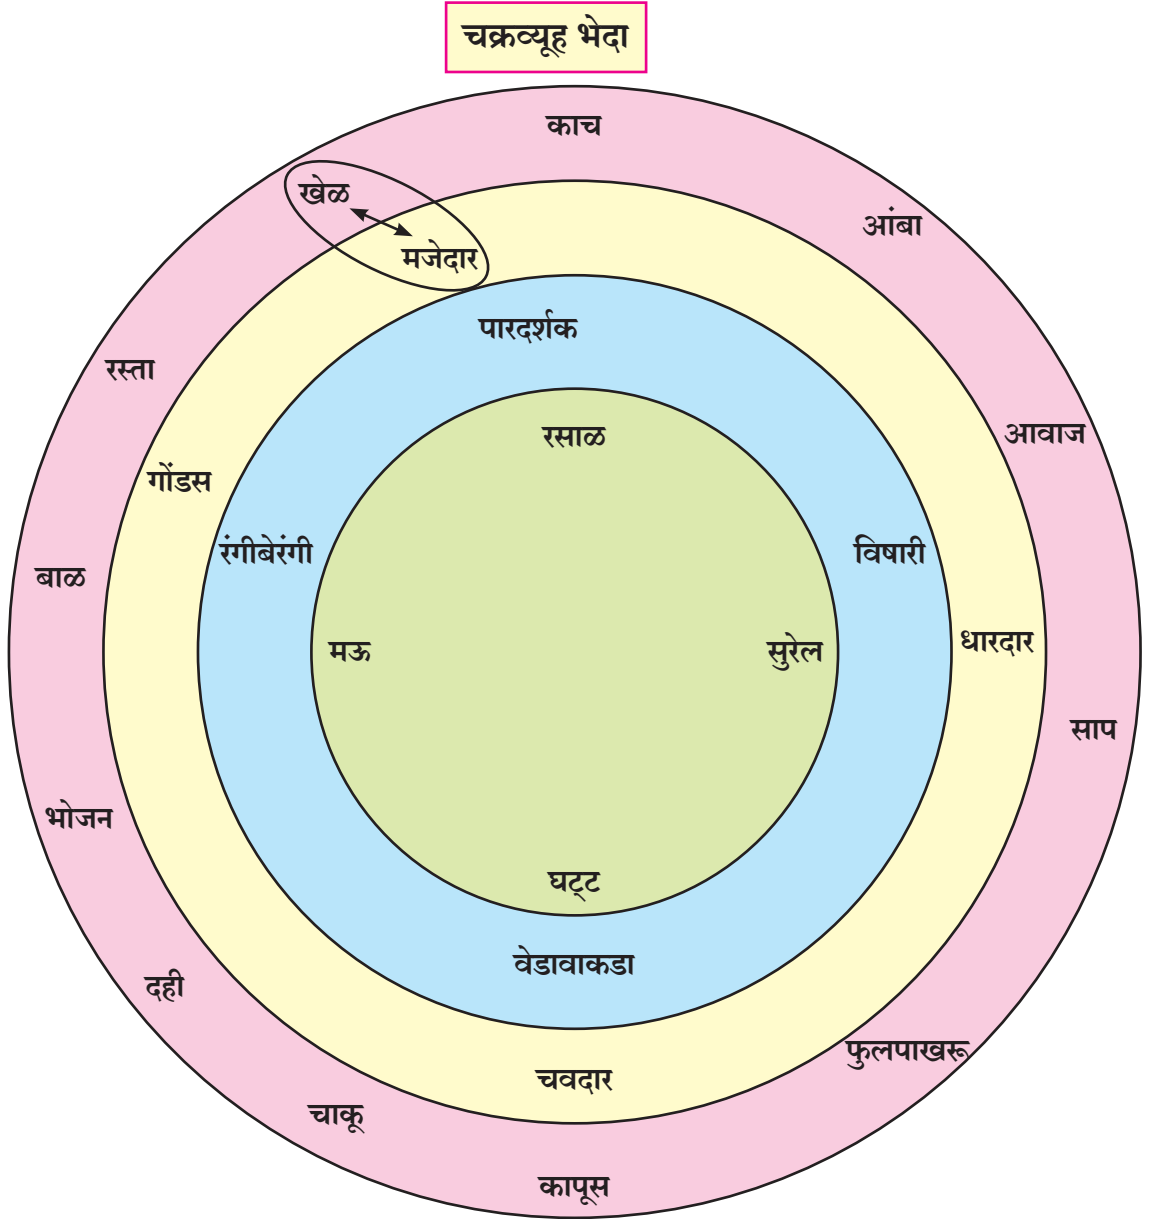 चक्रव्यूह भेदा
काच
खेळ
आंबा
मजेदार
पारदर्शक
रस्ता
रसाळ
आवाज
गोंडस
रंगीबेरंगी
विषारी
बाळ
मऊ
सुरेल
धारदार
साप
भोजन
घट्ट
वेडावाकडा
दही
फुलपाखरू
चवदार
चाकू
कापूस